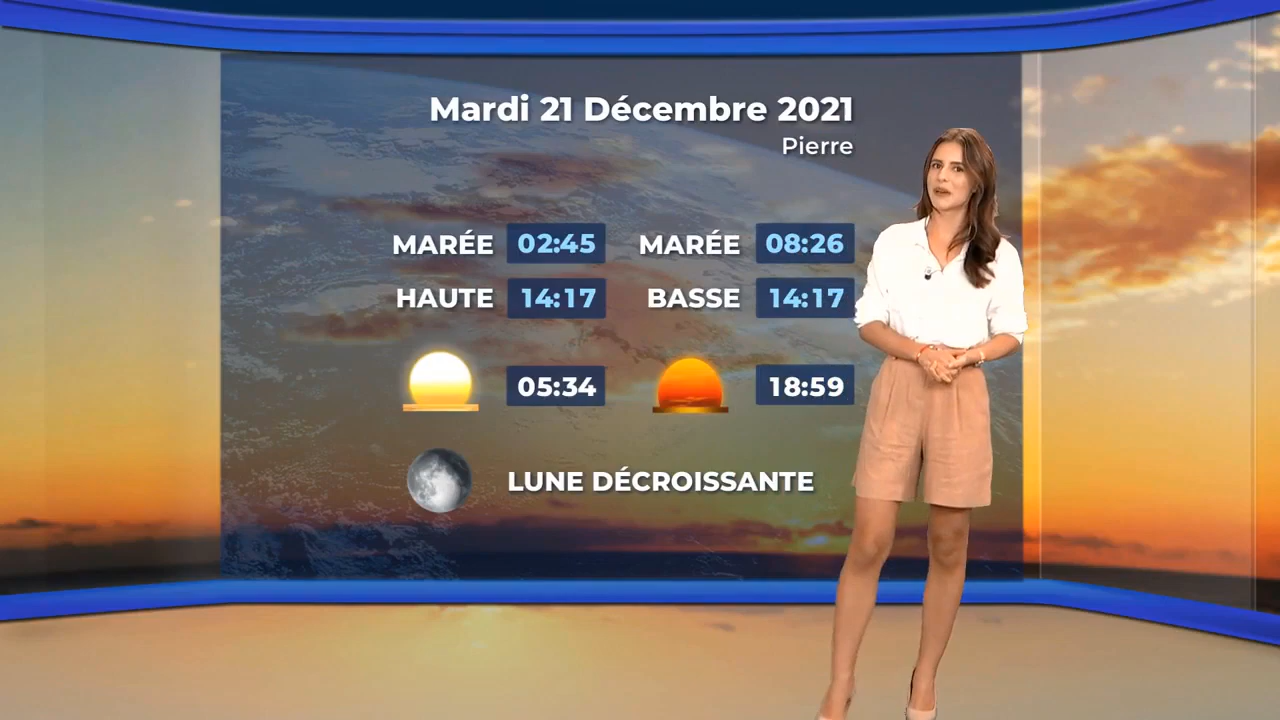 Mardi 21 Décembre 2021
Pierre
MARÉE 02:45 MARÉE 08:26
HAUTE 14:17 BASSE 14:17
05:34 18:59
LUNE DÉCROISSANTE